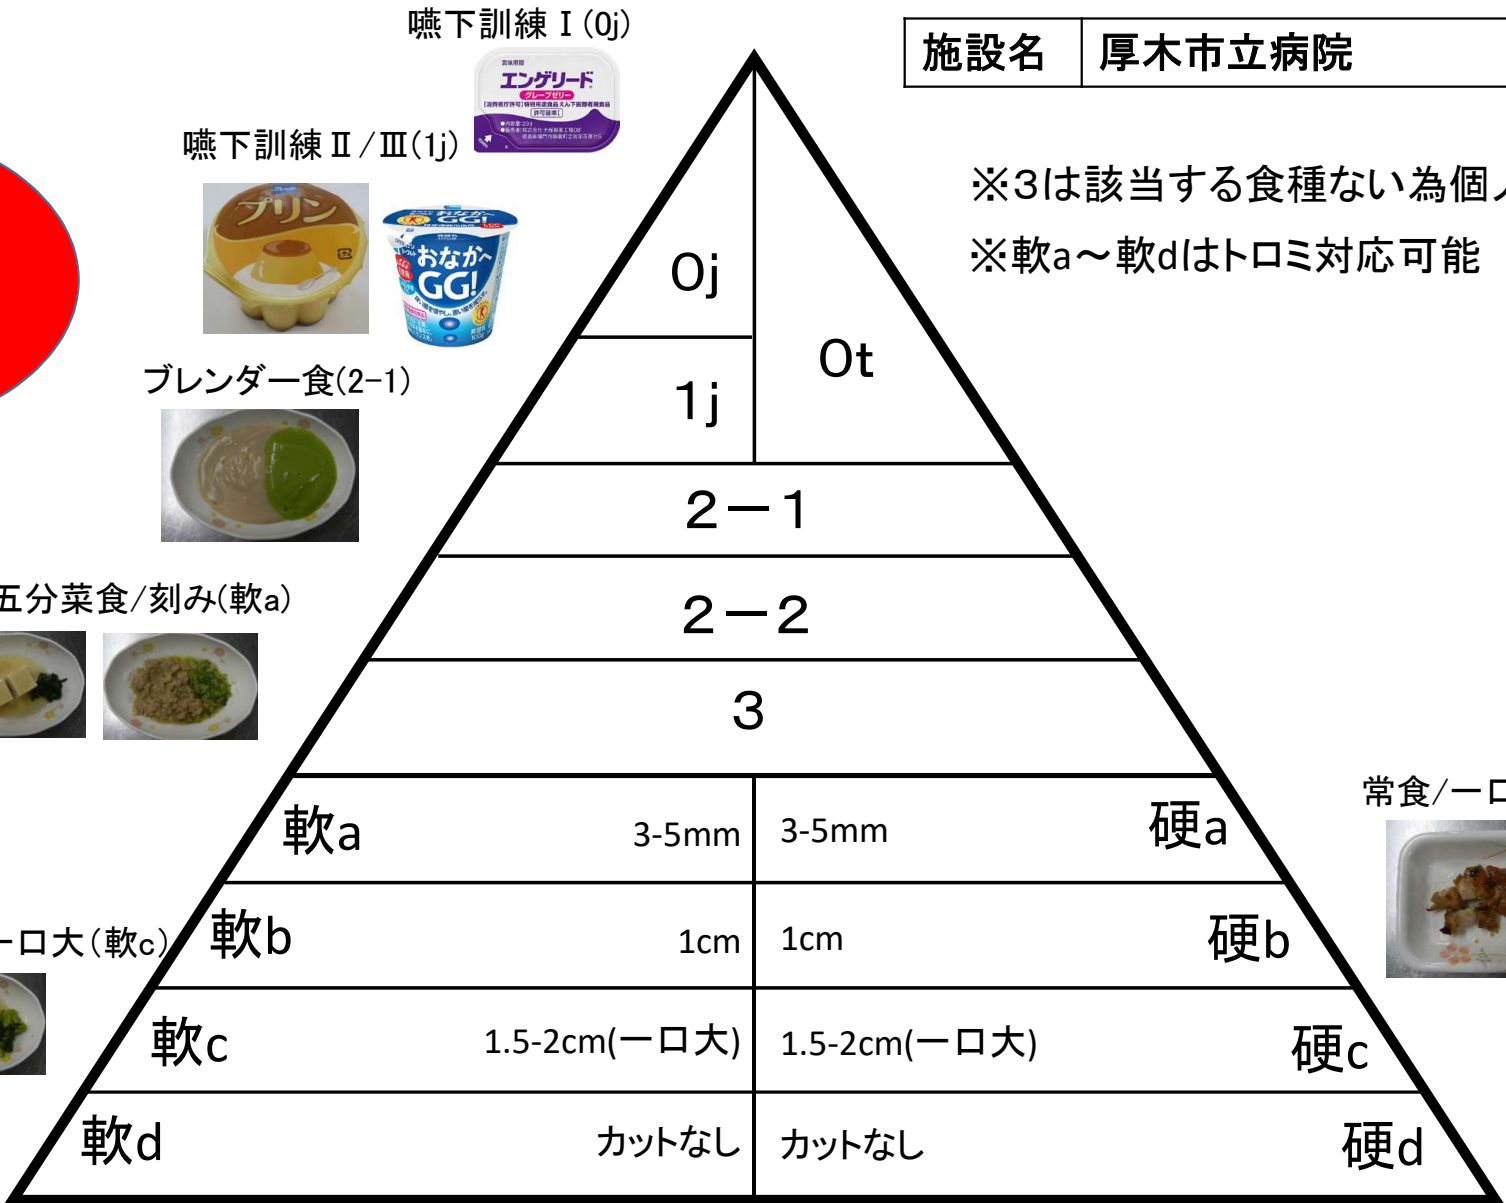 嚥下訓練Ⅰ(0j)
施設名 厚木市立病院
エンゲリード
グレープゼリー
嚥下訓練Ⅱ/Ⅲ(1j)
※3は該当する食種ない為個人
※軟a～軟dはトロミ対応可能
プリン
おなかへ
GG!
おなかへ
GG!
0j
0t
1j
ブレンダー食(2-1)
2－1
五分菜食/刻み(軟a)
2－2
3
常食/一口
軟a 3-5mm 3-5mm 硬a
一口大(軟c)
軟b 1cm 1cm 硬b
軟c 1.5-2cm(一口大) 1.5-2cm(一口大) 硬c
軟d カットなし カットなし 硬d